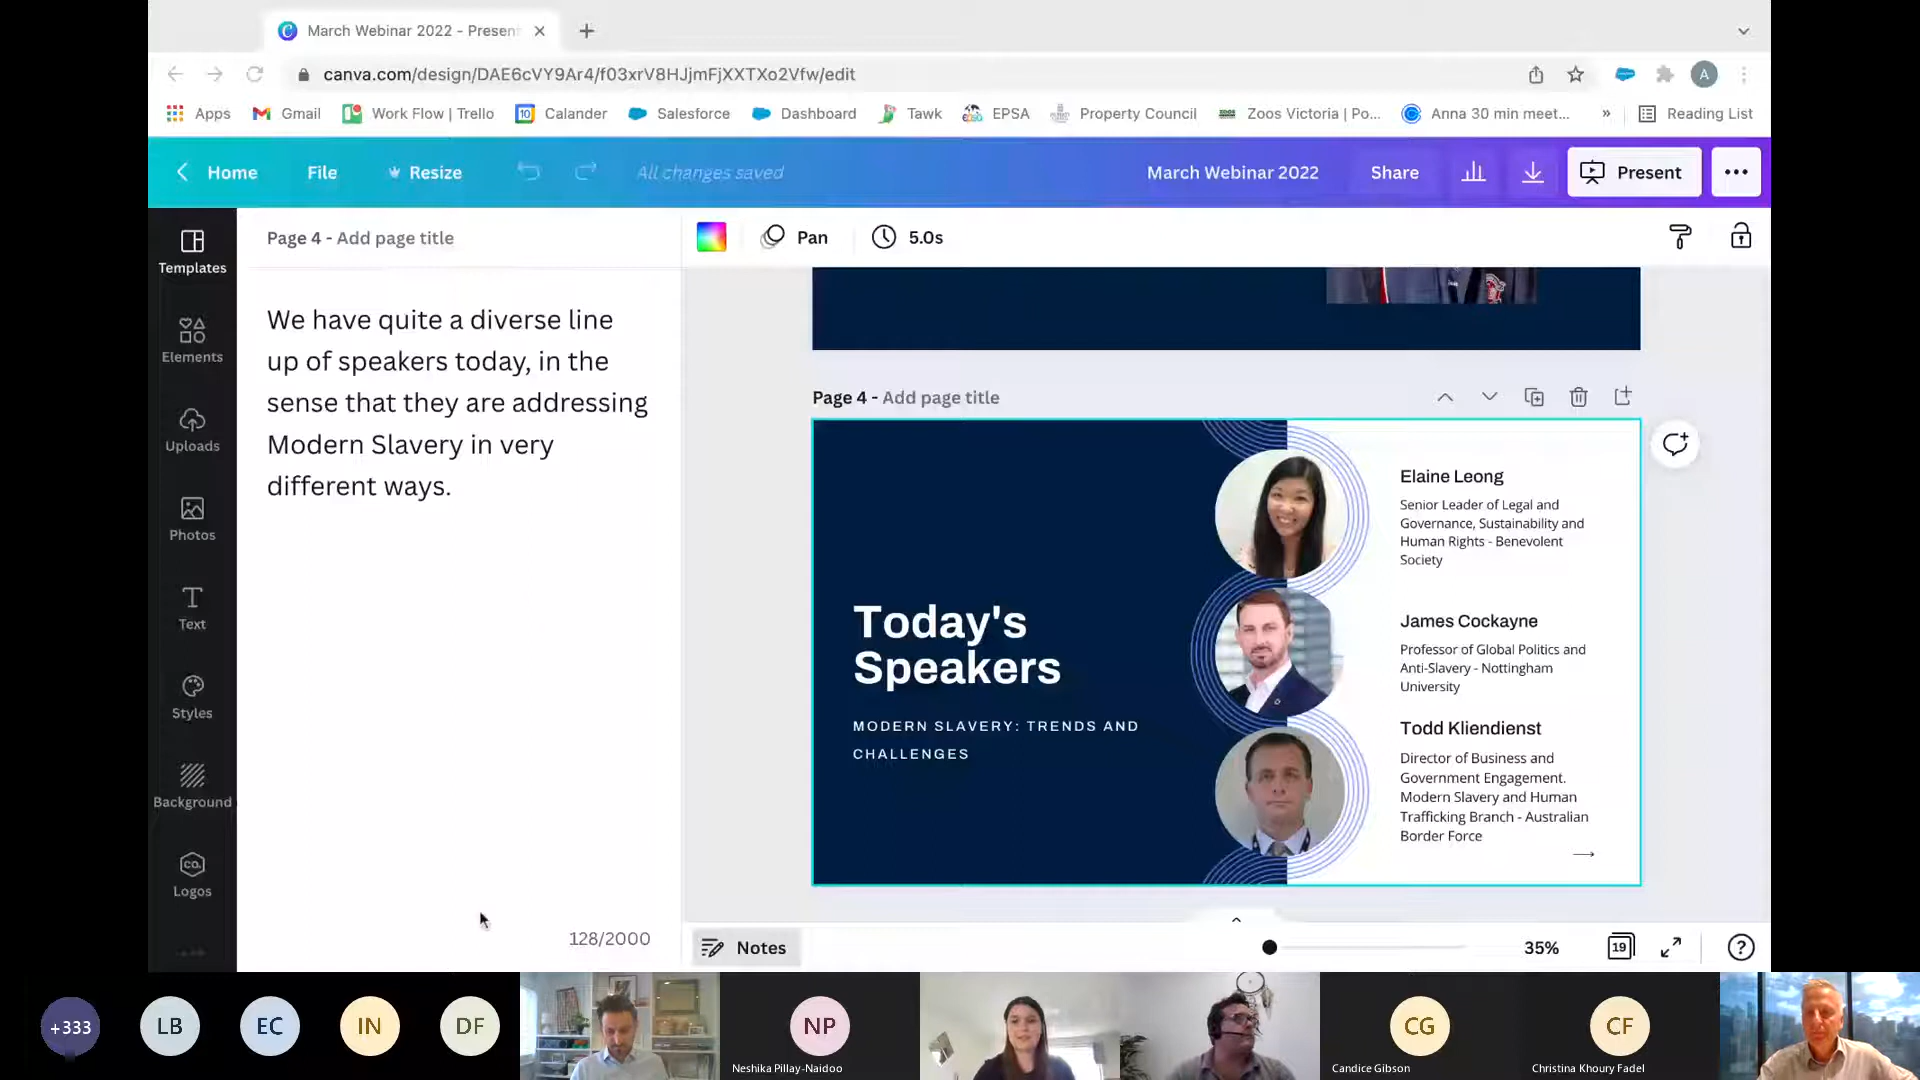 March Webinar 2022 - Present
canva.com/design/DAE6cVY9Ar4/f03xrV8HJjmFjXXTXo2Vfw/edit
A
Apps
Gmail
Work Flow | Trello
10
Calander
Salesforce
Dashboard
Tawk
EPSA
Property Council
Zoos Victoria | Po...
Anna 30 min meet...
»
Reading List
Home
File
Resize
All changes saved
March Webinar 2022
Share
Present
Templates
Elements
Uploads
Photos
Text
Styles
Background
CO.
Logos
Page 4 - Add page title
We have quite a diverse line
up of speakers today, in the
sense that they are addressing
Modern Slavery in very
different ways.
128/2000
Pan
5.0s
Page 4 - Add page title
Today's
Speakers
MODERN SLAVERY: TRENDS AND
CHALLENGES
Elaine Leong
Senior Leader of Legal and
Governance, Sustainability and
Human Rights - Benevolent
Society
James Cockayne
Professor of Global Politics and
Anti-Slavery - Nottingham
University
Todd Kliendienst
Director of Business and
Government Engagement.
Modern Slavery and Human
Trafficking Branch - Australian
Border Force
Notes
35%
19
?
+333
LB
EC
IN
DF
NP
Neshika Pillay-Naidoo
CG
Candice Gibson
CF
Christina Khoury Fadel